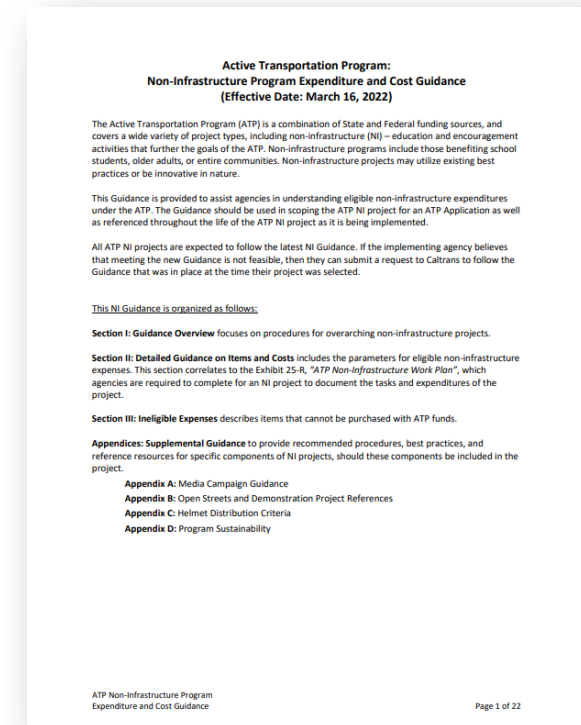 Active Transportation Program:
Non-Infrastructure Program Expenditure and Cost Guidance
(Effective Date: March 16, 2022)
The Active Transportation Program (ATP) is a combination of State and Federal funding sources, and
covers a wide variety of project types, including non-infrastructure (NI) – education and encouragement
activities that further the goals of the ATP. Non-infrastructure programs include those benefiting school
students, older adults, or entire communities. Non-infrastructure projects may utilize existing best
practices or be innovative in nature.
This Guidance is provided to assist agencies in understanding eligible non-infrastructure expenditures
under the ATP. The Guidance should be used in scoping the ATP NI project for an ATP Application as well
as referenced throughout the life of the ATP NI project as it is being implemented.
All ATP NI projects are expected to follow the latest NI Guidance. If the implementing agency believes
that meeting the new Guidance is not feasible, then they can submit a request to Caltrans to follow the
Guidance that was in place at the time their project was selected.
This NI Guidance is organized as follows:
Section I: Guidance Overview focuses on procedures for overarching non-infrastructure projects.
Section II: Detailed Guidance on Items and Costs includes the parameters for eligible non-infrastructure
expenses. This section correlates to the Exhibit 25-R, “ATP Non-Infrastructure Work Plan”, which
agencies are required to complete for an NI project to document the tasks and expenditures of the
project.
Section III: Ineligible Expenses describes items that cannot be purchased with ATP funds.
Appendices: Supplemental Guidance to provide recommended procedures, best practices, and
reference resources for specific components of NI projects, should these components be included in the
project.
Appendix A: Media Campaign Guidance
Appendix B: Open Streets and Demonstration Project References
Appendix C: Helmet Distribution Criteria
Appendix D: Program Sustainability
ATP Non-Infrastructure Program
Expenditure and Cost Guidance
Page 1 of 22